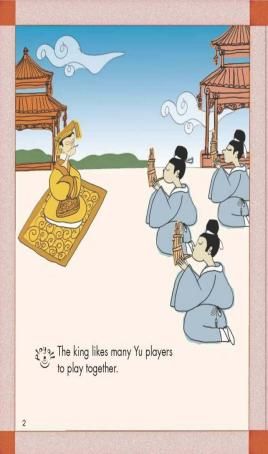 The king likes many Yu players
to play together.
2